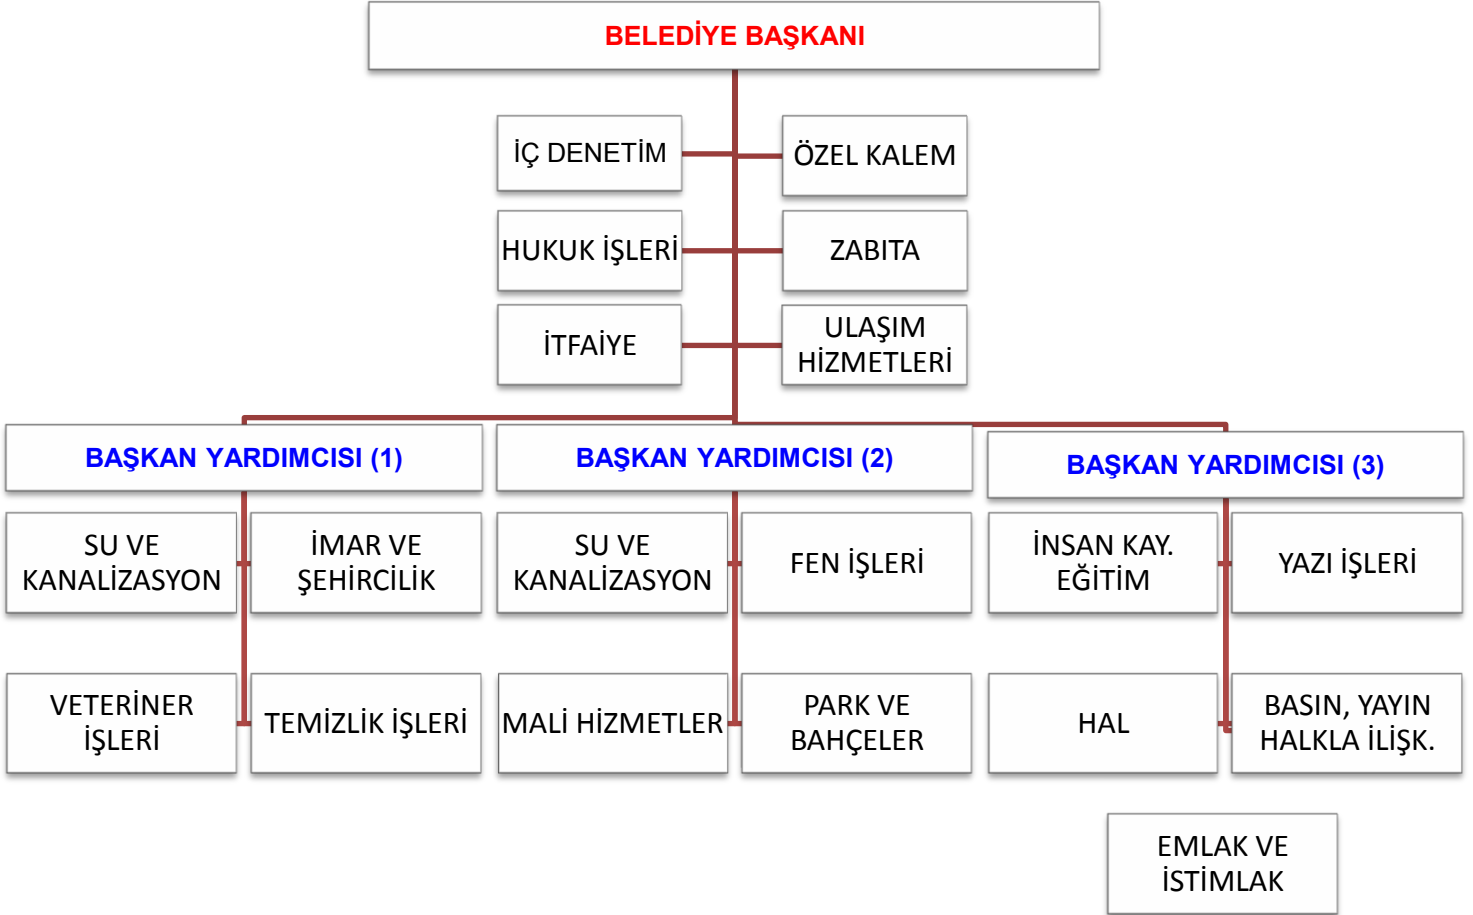 BELEDİYE BAŞKANI
İÇ DENETİM
ÖZEL KALEM
HUKUK İŞLERİ
ZABITA
İTFAİYE
ULAŞIM
HİZMETLERİ
BAŞKAN YARDIMCISI (1)
BAŞKAN YARDIMCISI (2)
BAŞKAN YARDIMCISI (3)
SU VE
KANALİZASYON
İMAR VE
ŞEHİRCİLİK
SU VE
KANALİZASYON
FEN İŞLERİ
İNSAN KAY.
EĞİTİM
YAZI İŞLERİ
VETERİNER
İŞLERİ
TEMİZLİK İŞLERİ
MALİ HİZMETLER
PARK VE
BAHÇELER
HAL
BASIN, YAYIN
HALKLA İLİŞK.
EMLAK VE
İSTİMLAK